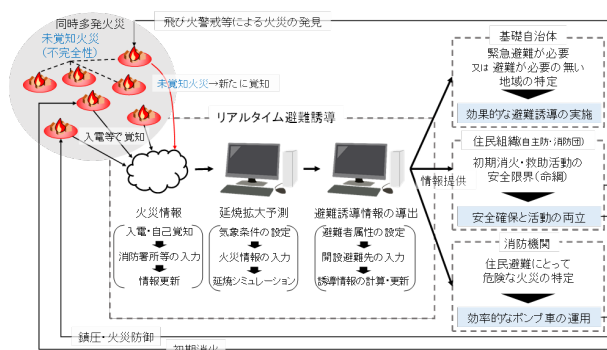 同時多発火災
未覚知火災
(不完全性)
飛び火警戒等による火災の発見
未覚知火災→新たに覚知
入電等で覚知
リアルタイム避難誘導
火災情報
入電・自己覚知
消防署所等の入力
情報更新
延焼拡大予測
気象条件の設定
火災情報の入力
延焼シミュレーション
避難誘導情報の導出
避難者属性の設定
開設避難先の入力
誘導情報の計算・更新
情報提供
基礎自治体
緊急避難が必要
又は 避難が必要の無い
地域の特定
効果的な避難誘導の実施
住民組織(自主防・消防団)
初期消火・救助活動の
安全限界(命綱)
安全確保と活動の両立
消防機関
住民避難にとって
危険な火災の特定
効率的なポンプ車の運用
鎮圧・火災防御
初期消火